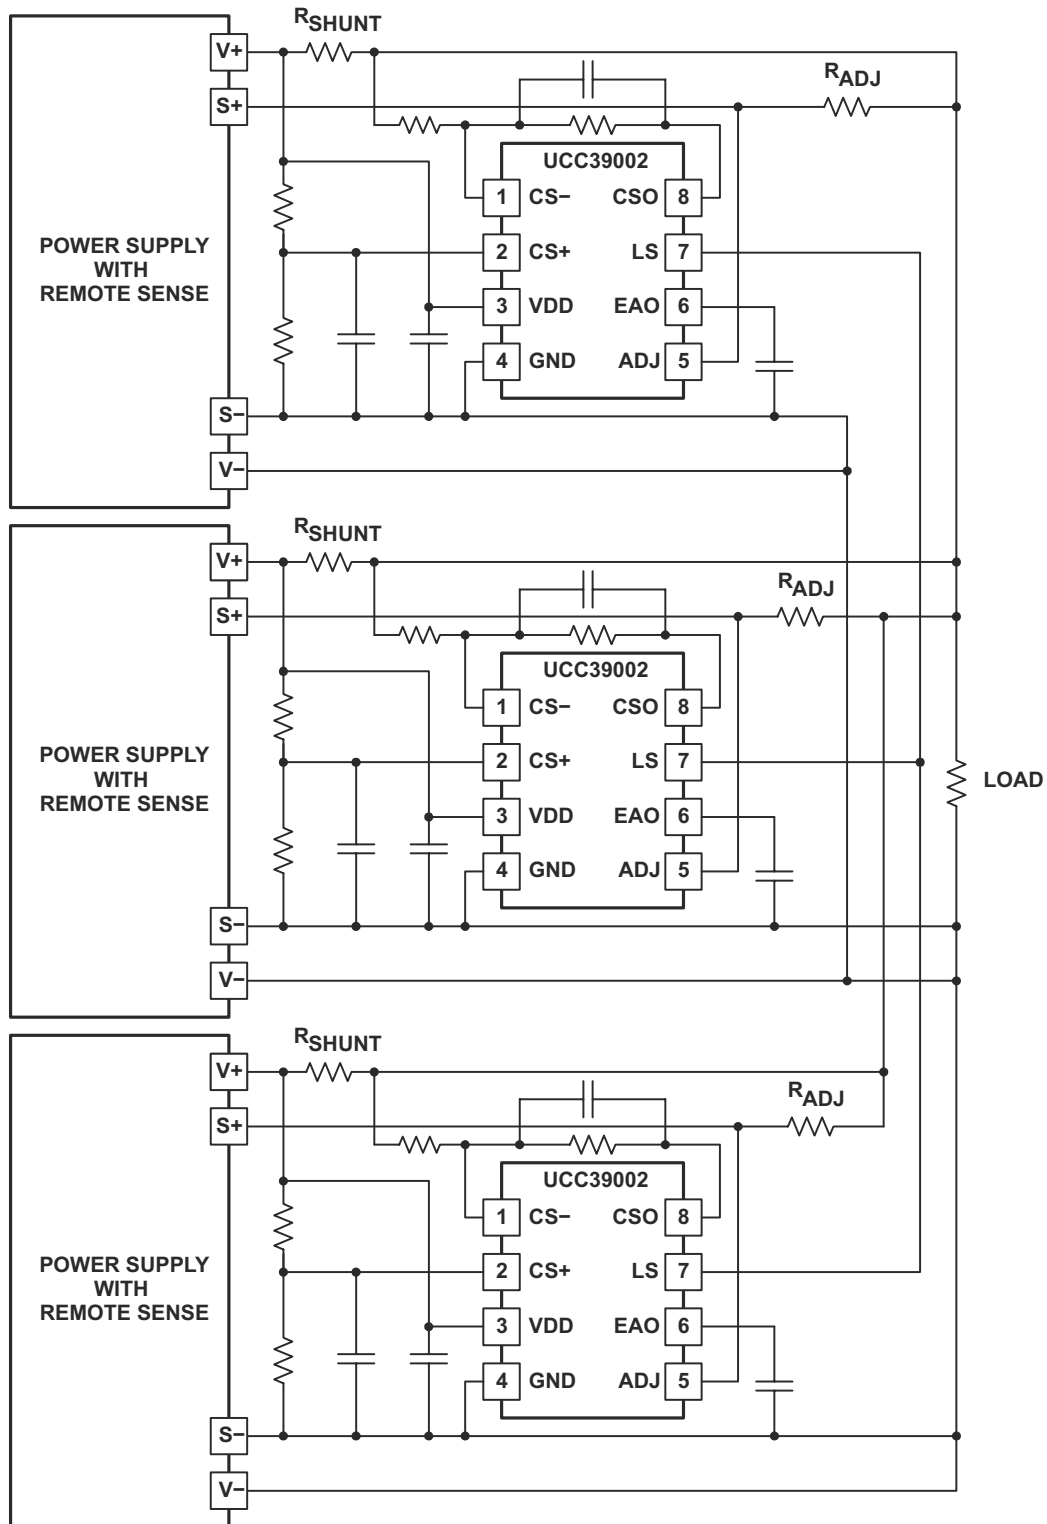 RSHUNT
V+
RADJ
S+
UCC39002
1 CS− CSO 8
POWER SUPPLY
WITH
REMOTE SENSE
2 CS+ LS 7
3 VDD EAO 6
4 GND ADJ 5
S−
V−
RSHUNT
V+
RADJ
S+
UCC39002
1 CS− CSO 8
POWER SUPPLY
WITH
REMOTE SENSE
2 CS+ LS 7
LOAD
3 VDD EAO 6
4 GND ADJ 5
S−
V−
RSHUNT
V+
RADJ
S+
UCC39002
1 CS− CSO 8
POWER SUPPLY
WITH
REMOTE SENSE
2 CS+ LS 7
3 VDD EAO 6
4 GND ADJ 5
S−
V−